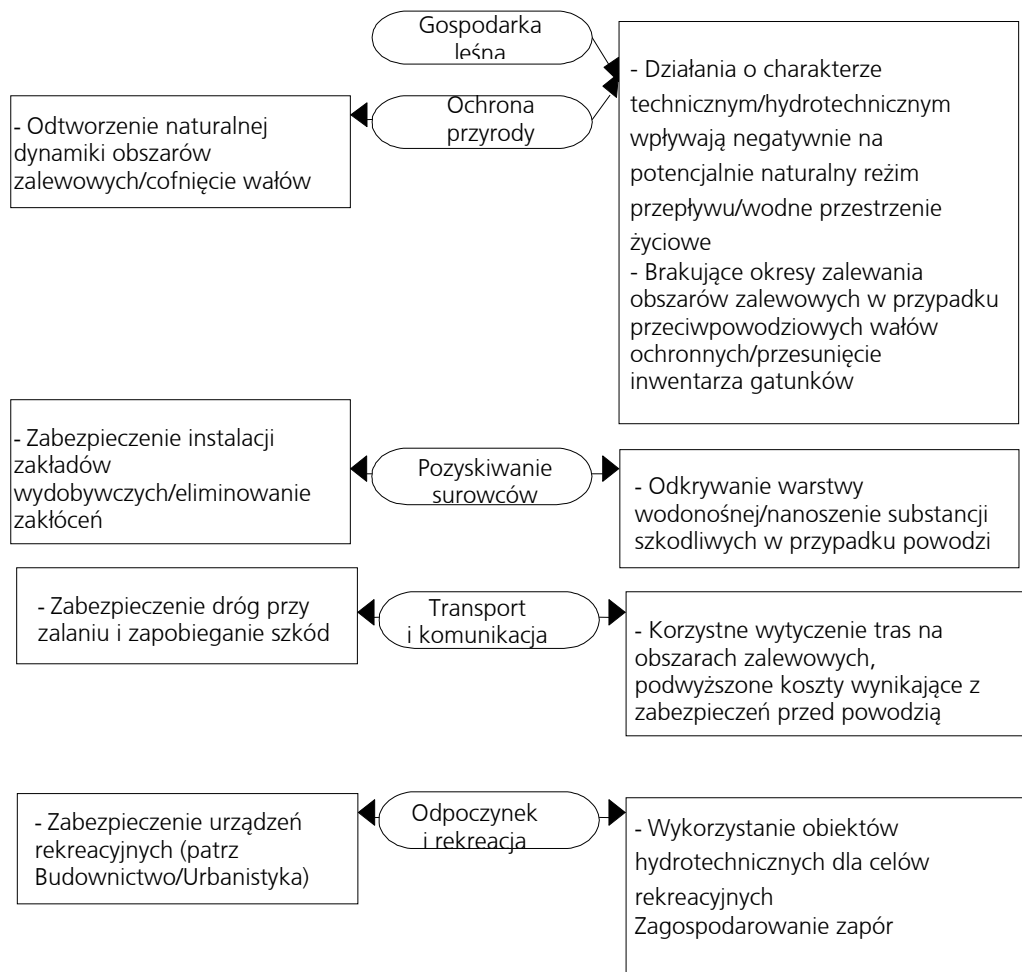 Gospodarka
leśna
Ochrona
przyrody
- Odtworzenie naturalnej
dynamiki obszarów
zalewowych/cofnięcie wałów
- Działania o charakterze
technicznym/hydrotechnicznym
wpływają negatywnie na
potencjalnie naturalny reżim
przepływu/wodne przestrzenie
życiowe
- Brakujące okresy zalewania
obszarów zalewowych w przypadku
przeciwpowodziowych wałów
ochronnych/przesunięcie
inwentarza gatunków
- Zabezpieczenie instalacji
zakładów
wydobywczych/eliminowanie
zakłóceń
Pozyskiwanie
surowców
- Odkrywanie warstwy
wodonośnej/nanoszenie substancji
szkodliwych w przypadku powodzi
- Zabezpieczenie dróg przy
zalaniu i zapobieganie szkód
Transport
i komunikacja
- Korzystne wytyczenie tras na
obszarach zalewowych,
podwyższone koszty wynikające z
zabezpieczeń przed powodzią
- Zabezpieczenie urządzeń
rekreacyjnych (patrz
Budownictwo/Urbanistyka)
Odpoczynek
i rekreacja
- Wykorzystanie obiektów
hydrotechnicznych dla celów
rekreacyjnych
Zagospodarowanie zapór